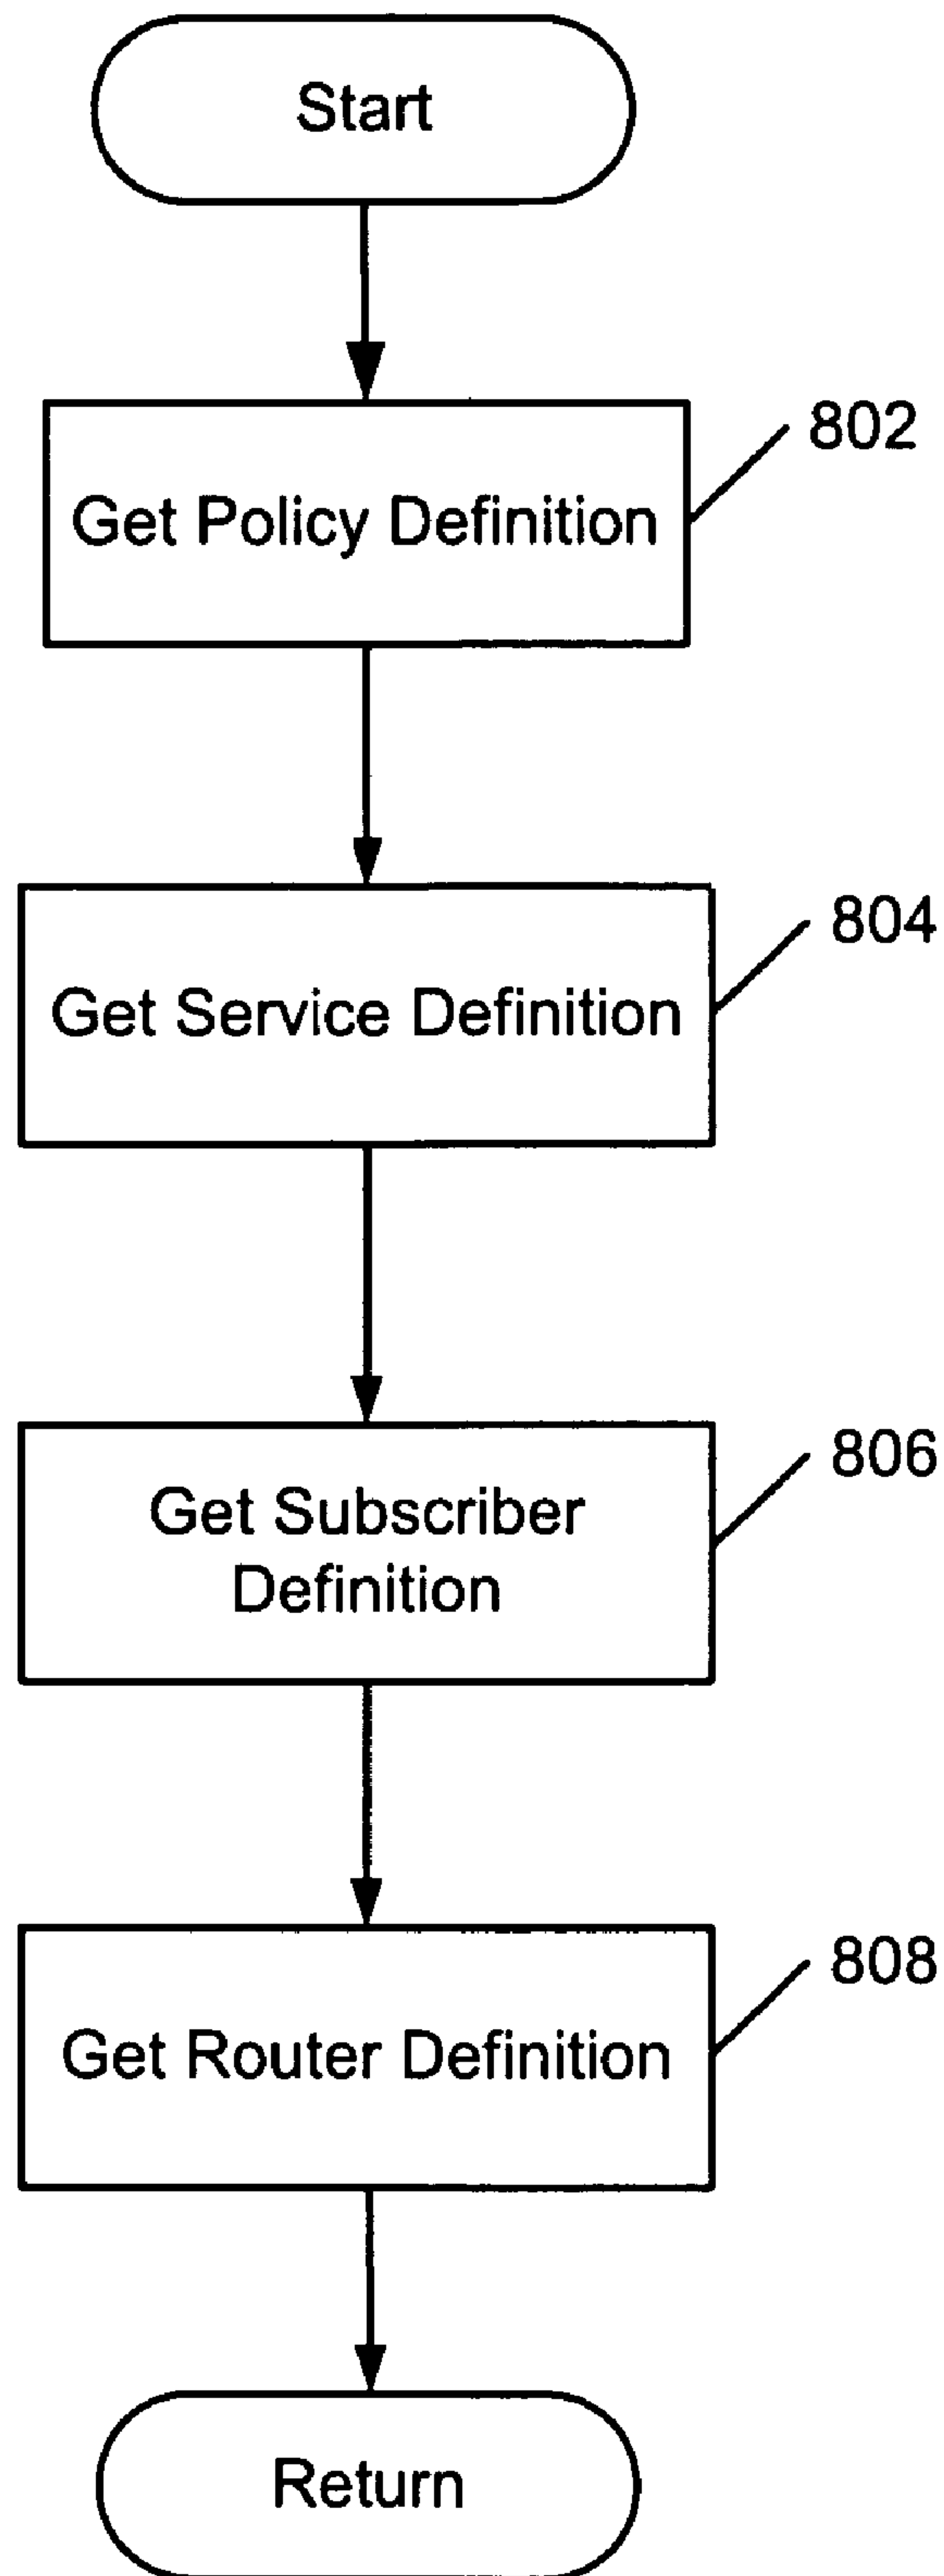 Start
802
Get Policy Definition
804
Get Service Definition
806
Get Subscriber
Definition
808
Get Router Definition
Return